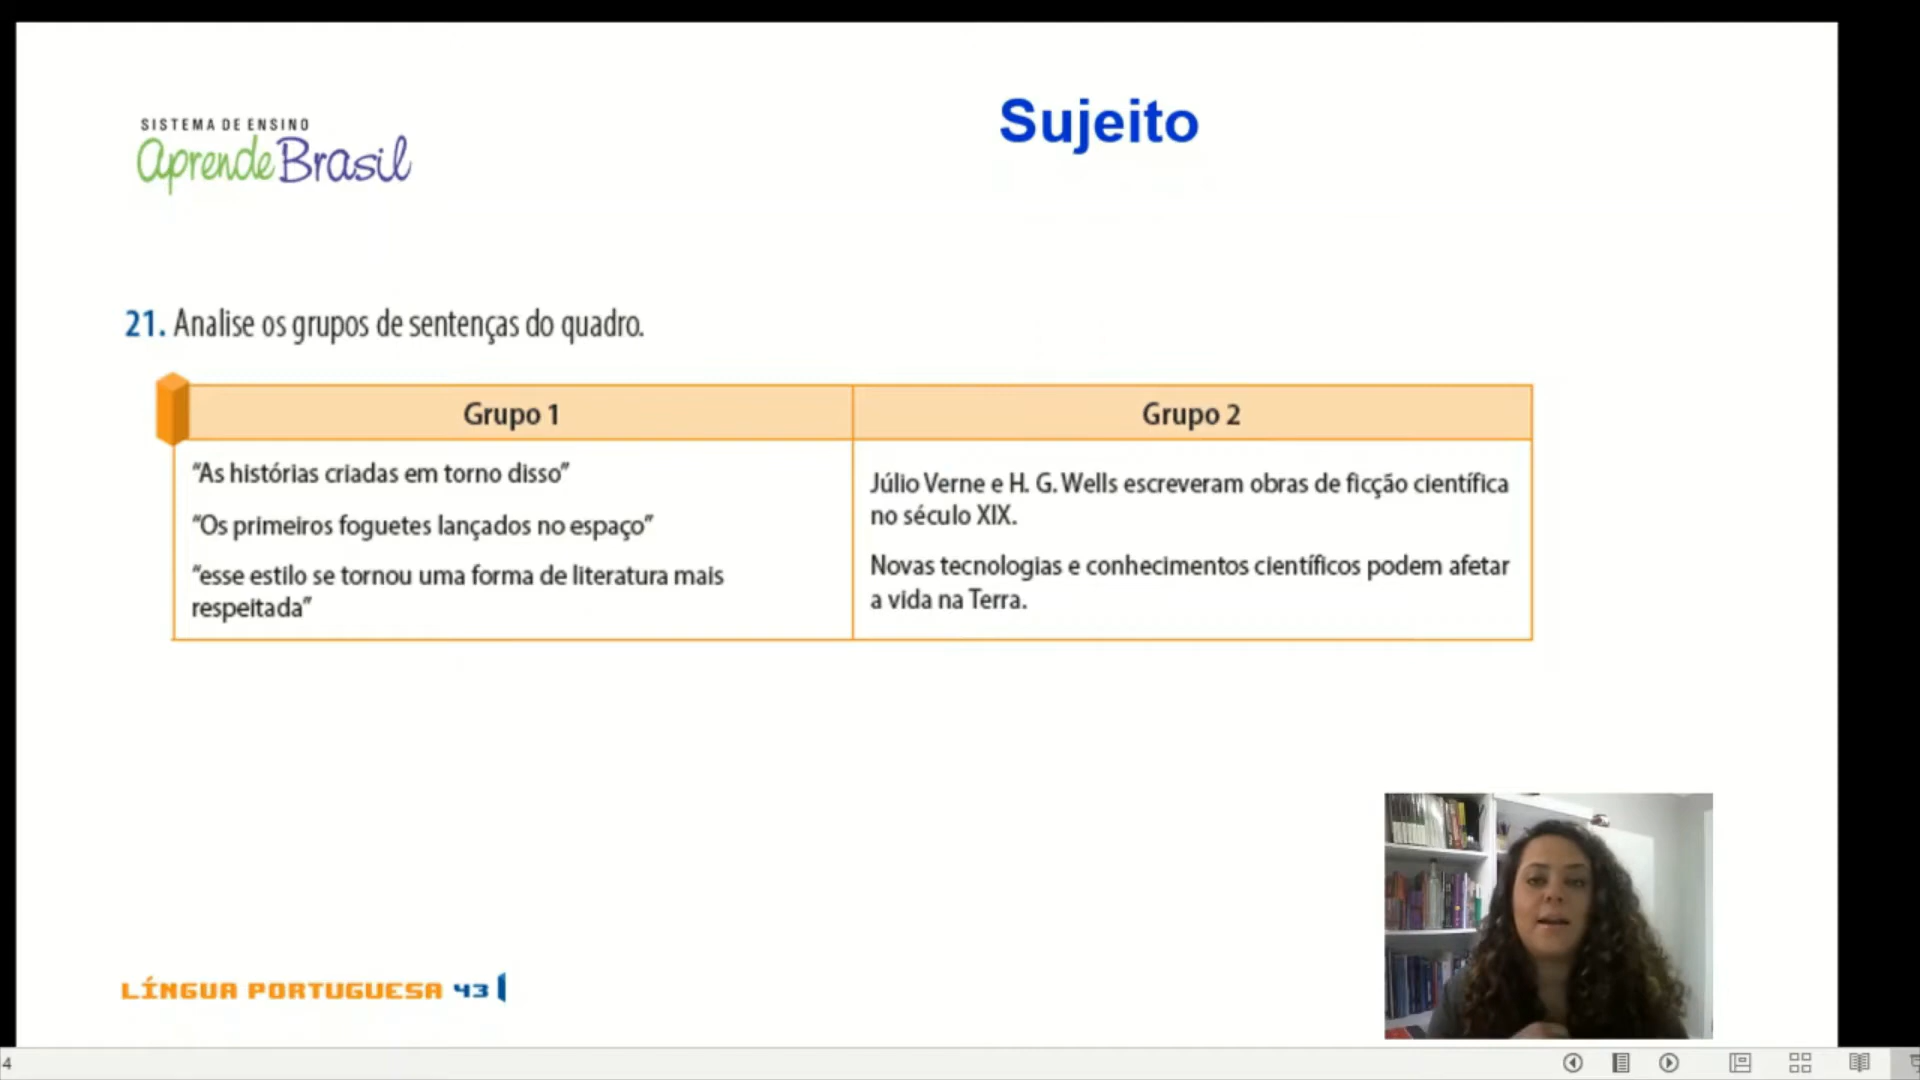 Sujeito
SISTEMA DE ENSINO
aprende Brasil
21. Analise os grupos de sentenças do quadro.
Grupo 1
Grupo 2
“As histórias criadas em torno disso”
“Os primeiros foguetes lançados no espaço”
“esse estilo se tornou uma forma de literatura mais
respeitada”
Júlio Verne e H. G. Wells escreveram obras de ficção científica
no século XIX.
Novas tecnologias e conhecimentos científicos podem afetar
a vida na Terra.
LÍNGUA PORTUGUESA 43
4